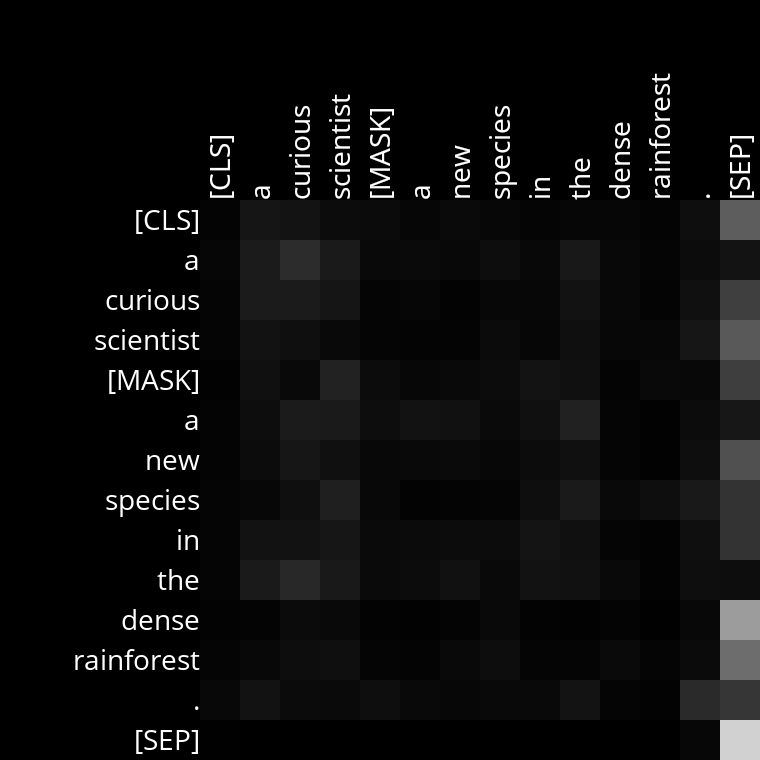 [CLS] a curious scientist [MASK] a new species in the dense rainforest . [SEP]
[CLS]
a
curious
scientist
[MASK]
a
new
species
in
the
dense
rainforest
.
[SEP]